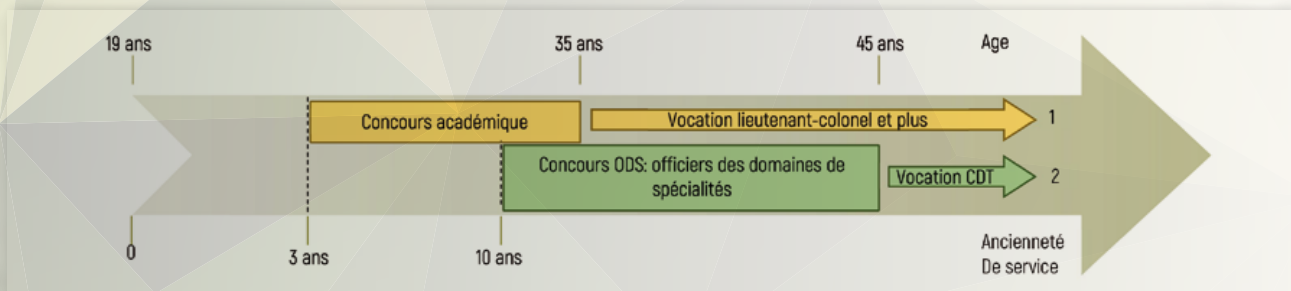 19 ans
35 ans
45 ans
Age
Concours académique
Vocation lieutenant-colonel et plus
1
Concours ODS: officiers des domaines de
spécialités
Vocation CDT
2
0
3 ans
10 ans
Ancienneté
De service